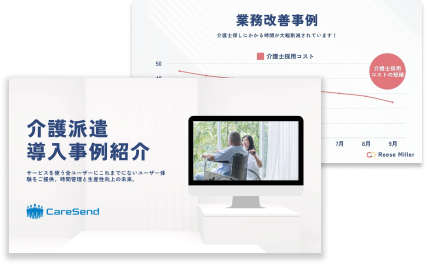 業務改善事例
介護士探しにかかる時間が大幅削減されています！
介護士採用コスト
50
40
介護士採用
コストの短縮
7月 8月 9月
Reese Miller
介護派遣
導入事例紹介
サービスを使う全ユーザーにこれまでにないユーザー体
験をご提供。時間管理と生産性向上の未来。
CareSend